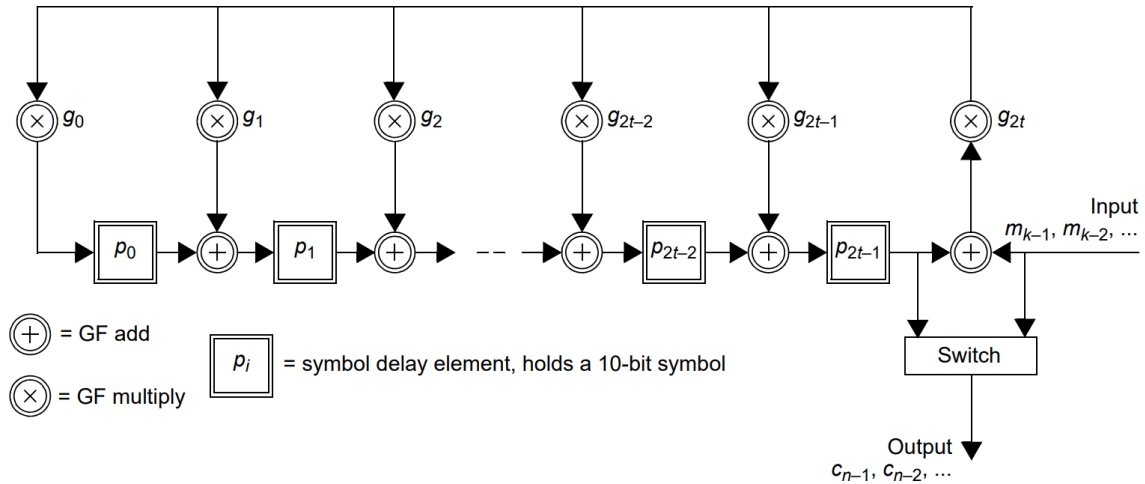 g0 g1 g2 g2t–2 g2t–1 g2t
Input
mk–1, mk–2, ...
p0 p1 p2t–2 p2t–1
= GF add
pi = symbol delay element, holds a 10-bit symbol
Switch
= GF multiply
Output
cn–1, cn–2, ...